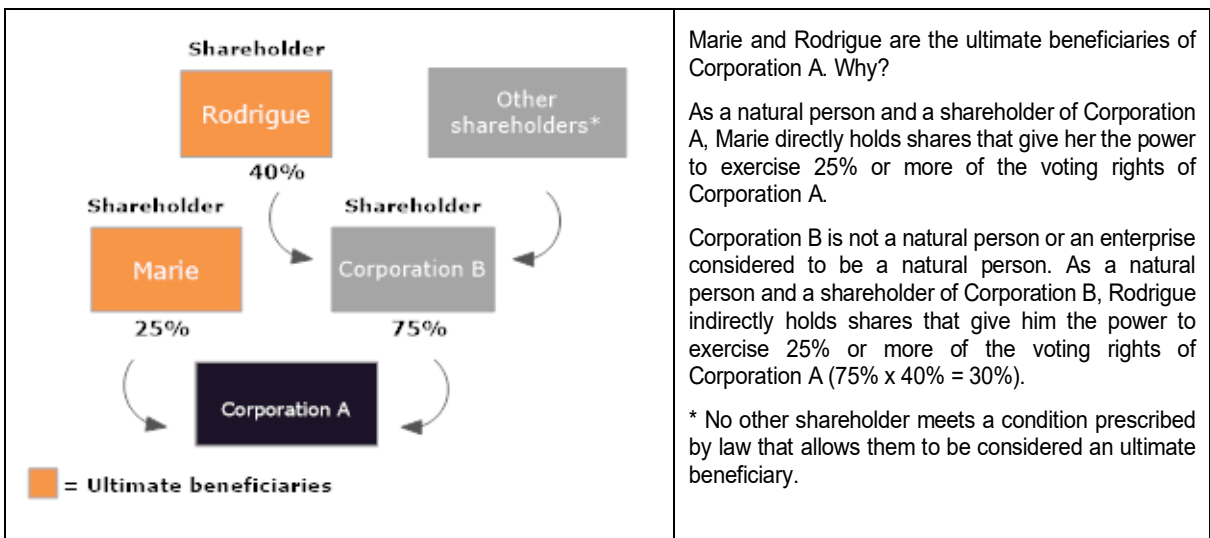 Shareholder
Rodrigue
40%
Other
shareholders*
Shareholder
Marie
25%
Shareholder
Corporation B
75%
Corporation A
= Ultimate beneficiaries
Marie and Rodrigue are the ultimate beneficiaries of
Corporation A. Why?
As a natural person and a shareholder of Corporation
A, Marie directly holds shares that give her the power
to exercise 25% or more of the voting rights of
Corporation A.
Corporation B is not a natural person or an enterprise
considered to be a natural person. As a natural
person and a shareholder of Corporation B, Rodrigue
indirectly holds shares that give him the power to
exercise 25% or more of the voting rights of
Corporation A (75% x 40% = 30%).
* No other shareholder meets a condition prescribed
by law that allows them to be considered an ultimate
beneficiary.